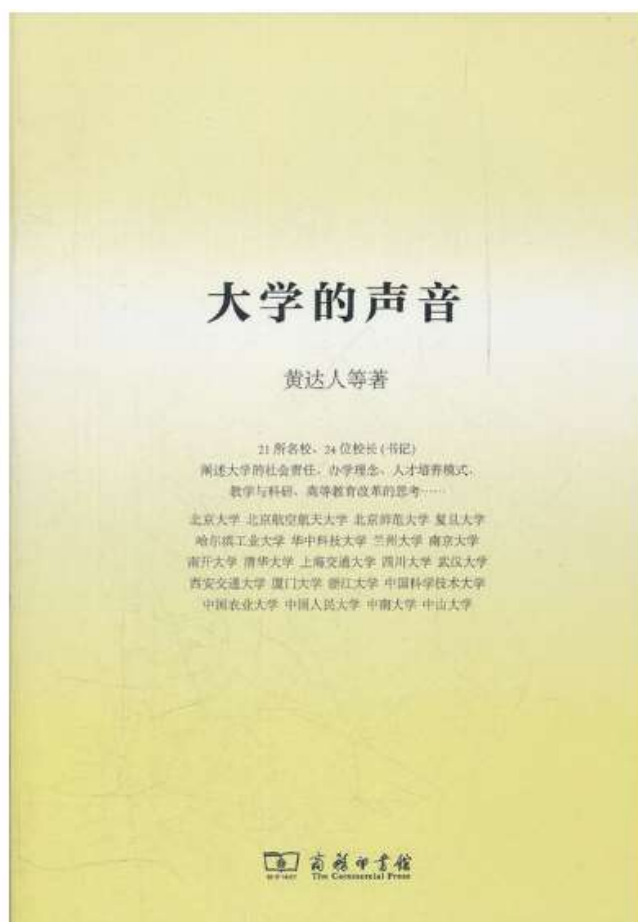 大学的声音
黄达人等著
21所名校、24位校长(书记)
阐述大学的社会责任、办学理念、人才培养模式、
教学与科研、高等教育改革的思考……
北京大学 北京航空航天大学 北京师范大学 复旦大学
哈尔滨工业大学 华中科技大学 兰州大学 南京大学
南开大学 清华大学 上海交通大学 四川大学 武汉大学
西安交通大学 厦门大学 浙江大学 中国科学技术大学
中国农业大学 中国人民大学 中南大学 中山大学
商務印書館
The Commercial Press